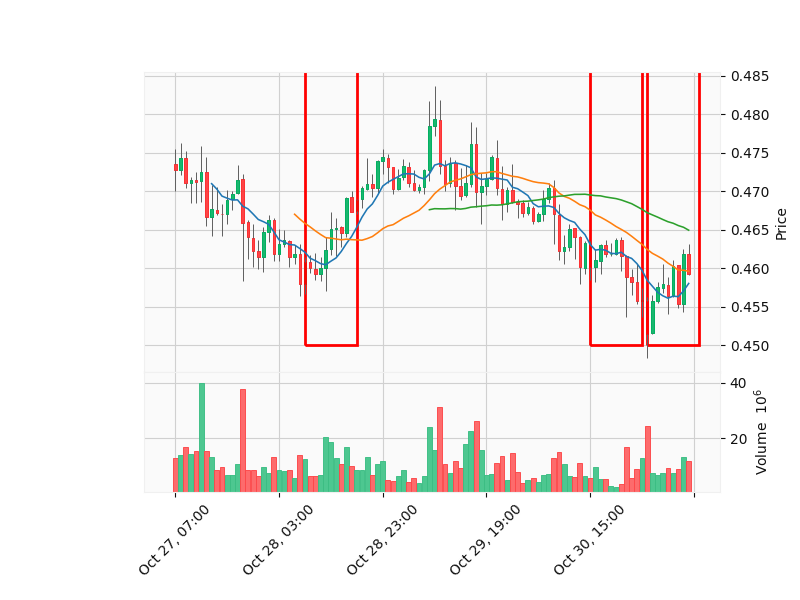 0.485
0.480
0.475
0.470
0.465
0.460
0.455
0.450
Price
40
20
Volume 10⁶
Oct 27, 07:00
Oct 28, 03:00
Oct 28, 23:00
Oct 29, 19:00
Oct 30, 15:00